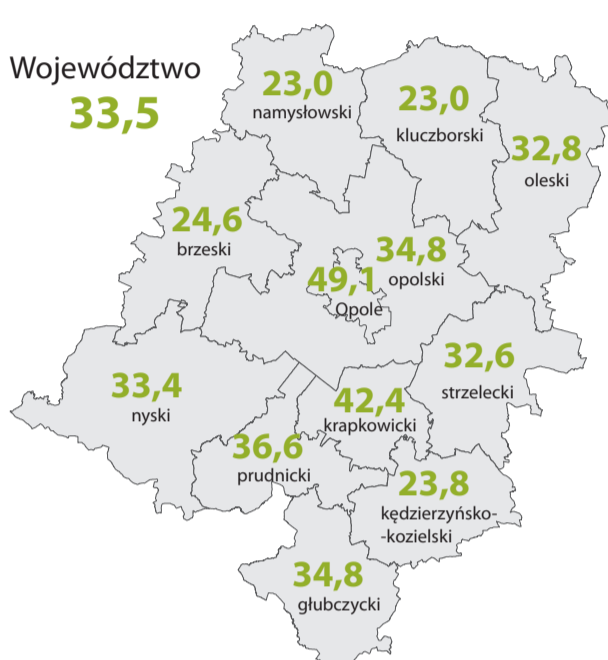 Województwo
33,5
23,0
namysłowski
23,0
kluczborski
32,8
oleski
24,6
brzeski
34,8
opolski
49,1
Opole
33,4
nyski
32,6
strzelecki
42,4
krapkowicki
36,6
prudnicki
23,8
kędzierzyńsko-
-kozielski
34,8
głubczycki